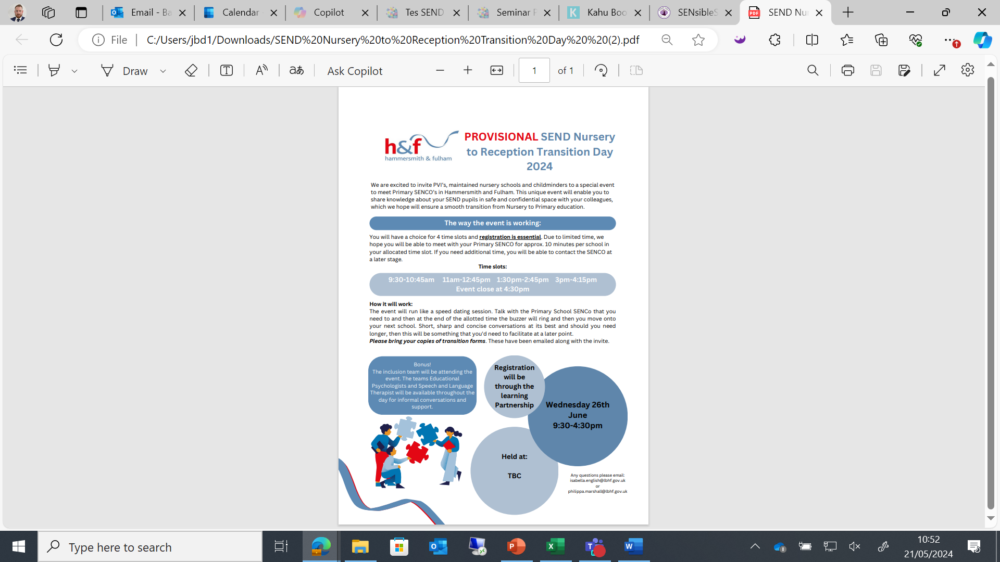 Email - Ba
Calendar
Copilot
Tes SEND
Seminar F
Kahu Boo
SENsibleS
SEND Nur
File
C:/Users/jbd1/Downloads/SEND%20Nursery%20to%20Reception%20Transition%20Day%20%20(2).pdf
Draw
Ask Copilot
1
of 1
h&f
hammersmith & fulham
PROVISIONAL SEND Nursery
to Reception Transition Day
2024
We are excited to invite PVI's, maintained nursery schools and childminders to a special event
to meet Primary SENCO's in Hammersmith and Fulham. This unique event will enable you to
share knowledge about your SEND pupils in safe and confidential space with your colleagues,
which we hope will ensure a smooth transition from Nursery to Primary education.
The way the event is working:
You will have a choice for 4 time slots and registration is essential. Due to limited time, we
hope you will be able to meet with your Primary SENCO for approx. 10 minutes per school in
your allocated time slot. If you need additional time, you will be able to contact the SENCO at
a later stage.
Time slots:
9:30-10:45am 11am-12:45pm 1:30pm-2:45pm 3pm-4:15pm
Event close at 4:30pm
How it will work:
The event will run like a speed dating session. Talk with the Primary School SENCo that you
need to and then at the end of the allotted time the buzzer will ring and then you move onto
your next school. Short, sharp and concise conversations at its best and should you need
longer, then this will be something that you'd need to facilitate at a later point.
Please bring your copies of transition forms. These have been emailed along with the invite.
Bonus!
The inclusion team will be attending the
event. The teams Educational
Psychologists and Speech and Language
Therapist will be available throughout the
day for informal conversations and
support.
Registration
will be
through the
learning
Partnership
Wednesday 26th
June
9:30-4:30pm
Held at:
TBC
Any questions please email:
isabella.english@lbhf.gov.uk
or
philippa.marshall@lbhf.gov.uk
Type here to search
10:52
21/05/2024